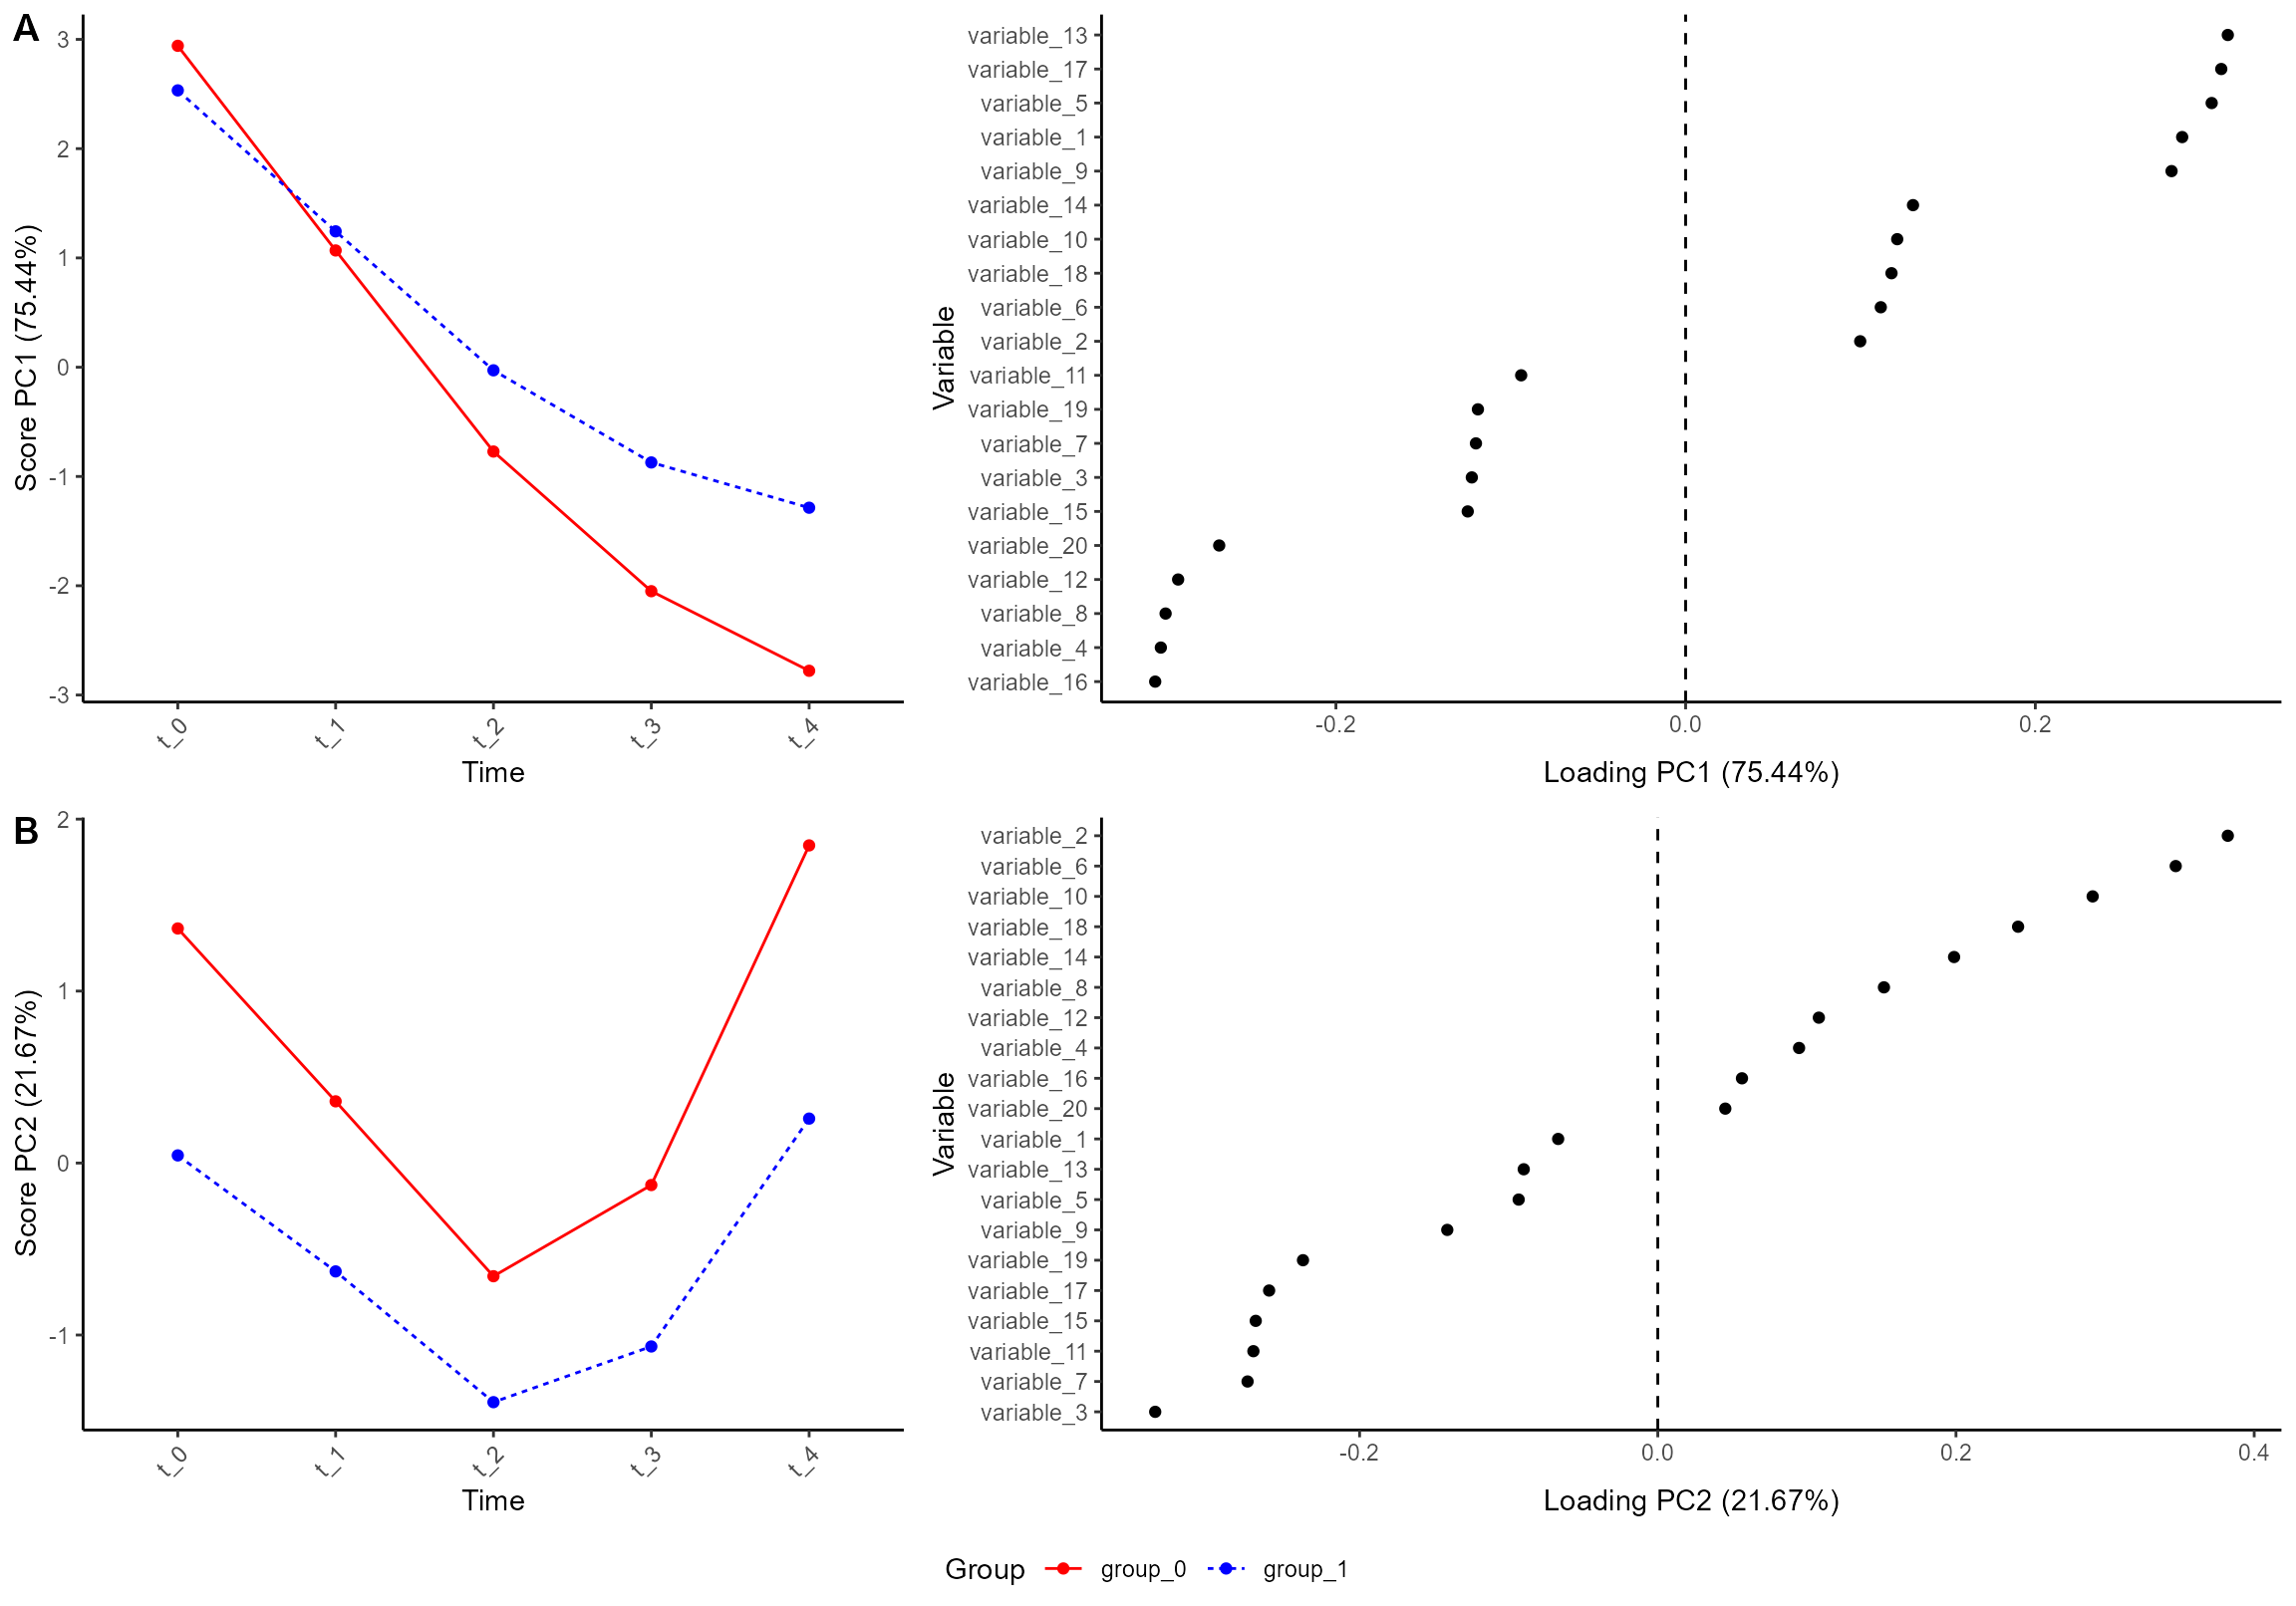 A
Score PC1 (75.44%)
3
2
1
0
-1
-2
-3
t_0
t_1
t_2
t_3
t_4
Time
Variable
variable_13
variable_17
variable_5
variable_1
variable_9
variable_14
variable_10
variable_18
variable_6
variable_2
variable_11
variable_19
variable_7
variable_3
variable_15
variable_20
variable_12
variable_8
variable_4
variable_16
-0.2
0.0
0.2
Loading PC1 (75.44%)
B
Score PC2 (21.67%)
2
1
0
-1
t_0
t_1
t_2
t_3
t_4
Time
Variable
variable_2
variable_6
variable_10
variable_18
variable_14
variable_8
variable_12
variable_4
variable_16
variable_20
variable_1
variable_13
variable_5
variable_9
variable_19
variable_17
variable_15
variable_11
variable_7
variable_3
-0.2
0.0
0.2
0.4
Loading PC2 (21.67%)
Group
group_0
group_1